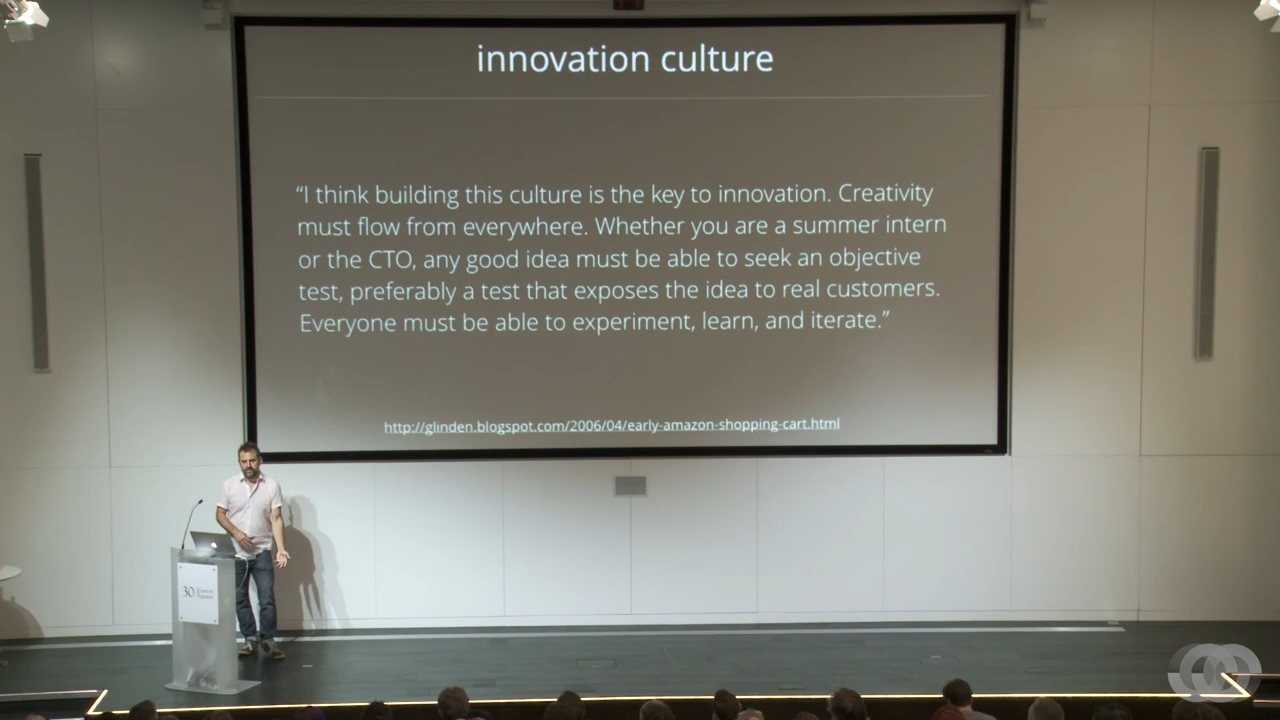 innovation culture
“I think building this culture is the key to innovation. Creativity
must flow from everywhere. Whether you are a summer intern
or the CTO, any good idea must be able to seek an objective
test, preferably a test that exposes the idea to real customers.
Everyone must be able to experiment, learn, and iterate.”
http://glinden.blogspot.com/2006/04/early-amazon-shopping-cart.html
30 Euston
Square